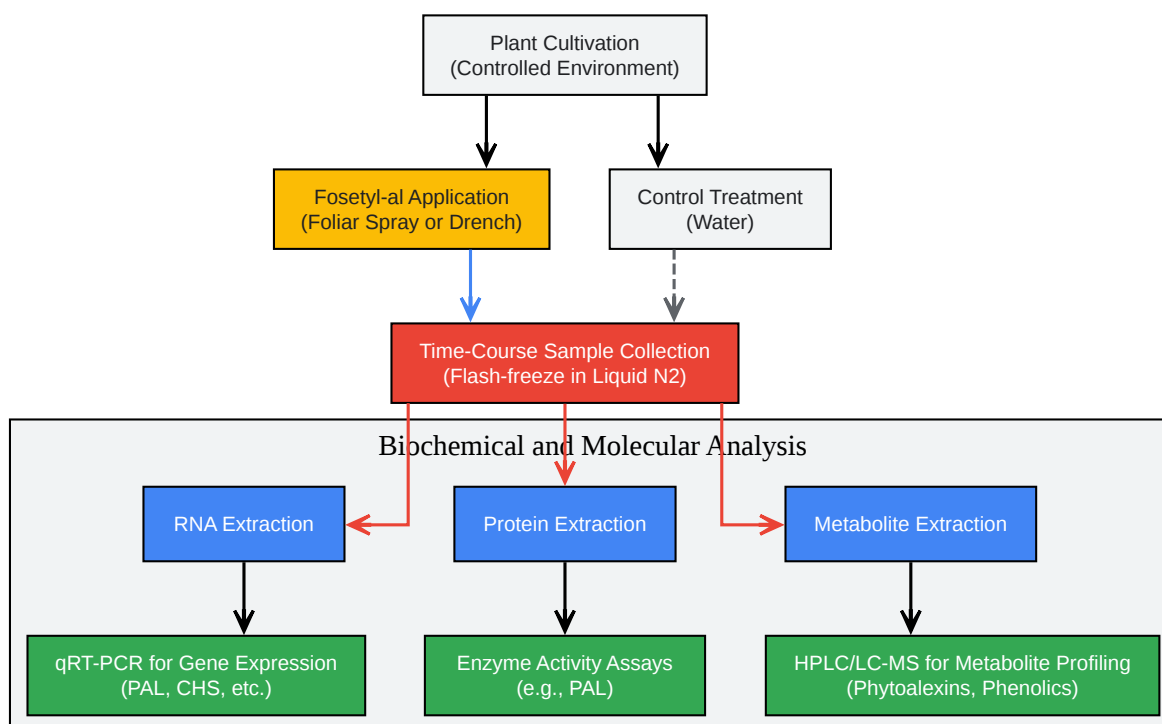 Plant Cultivation
(Controlled Environment)
Fosetyl-al Application
(Foliar Spray or Drench)
Control Treatment
(Water)
Time-Course Sample Collection
(Flash-freeze in Liquid N2)
Biochemical and Molecular Analysis
RNA Extraction
Protein Extraction
Metabolite Extraction
qRT-PCR for Gene Expression
(PAL, CHS, etc.)
Enzyme Activity Assays
(e.g., PAL)
HPLC/LC-MS for Metabolite Profiling
(Phytoalexins, Phenolics)